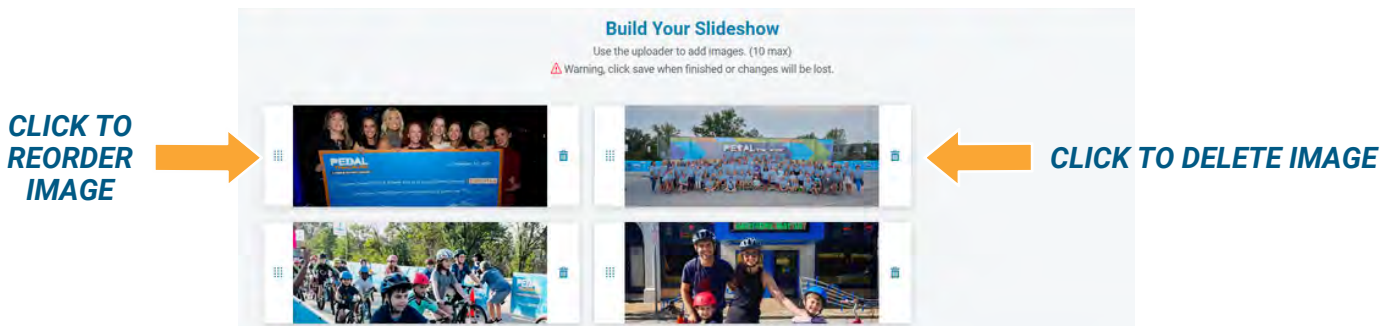 Build Your Slideshow
Use the uploader to add images. (10 max)
Warning, click save when finished or changes will be lost.
CLICK TO
REORDER
IMAGE
PEDAL
PEDAL
CLICK TO DELETE IMAGE